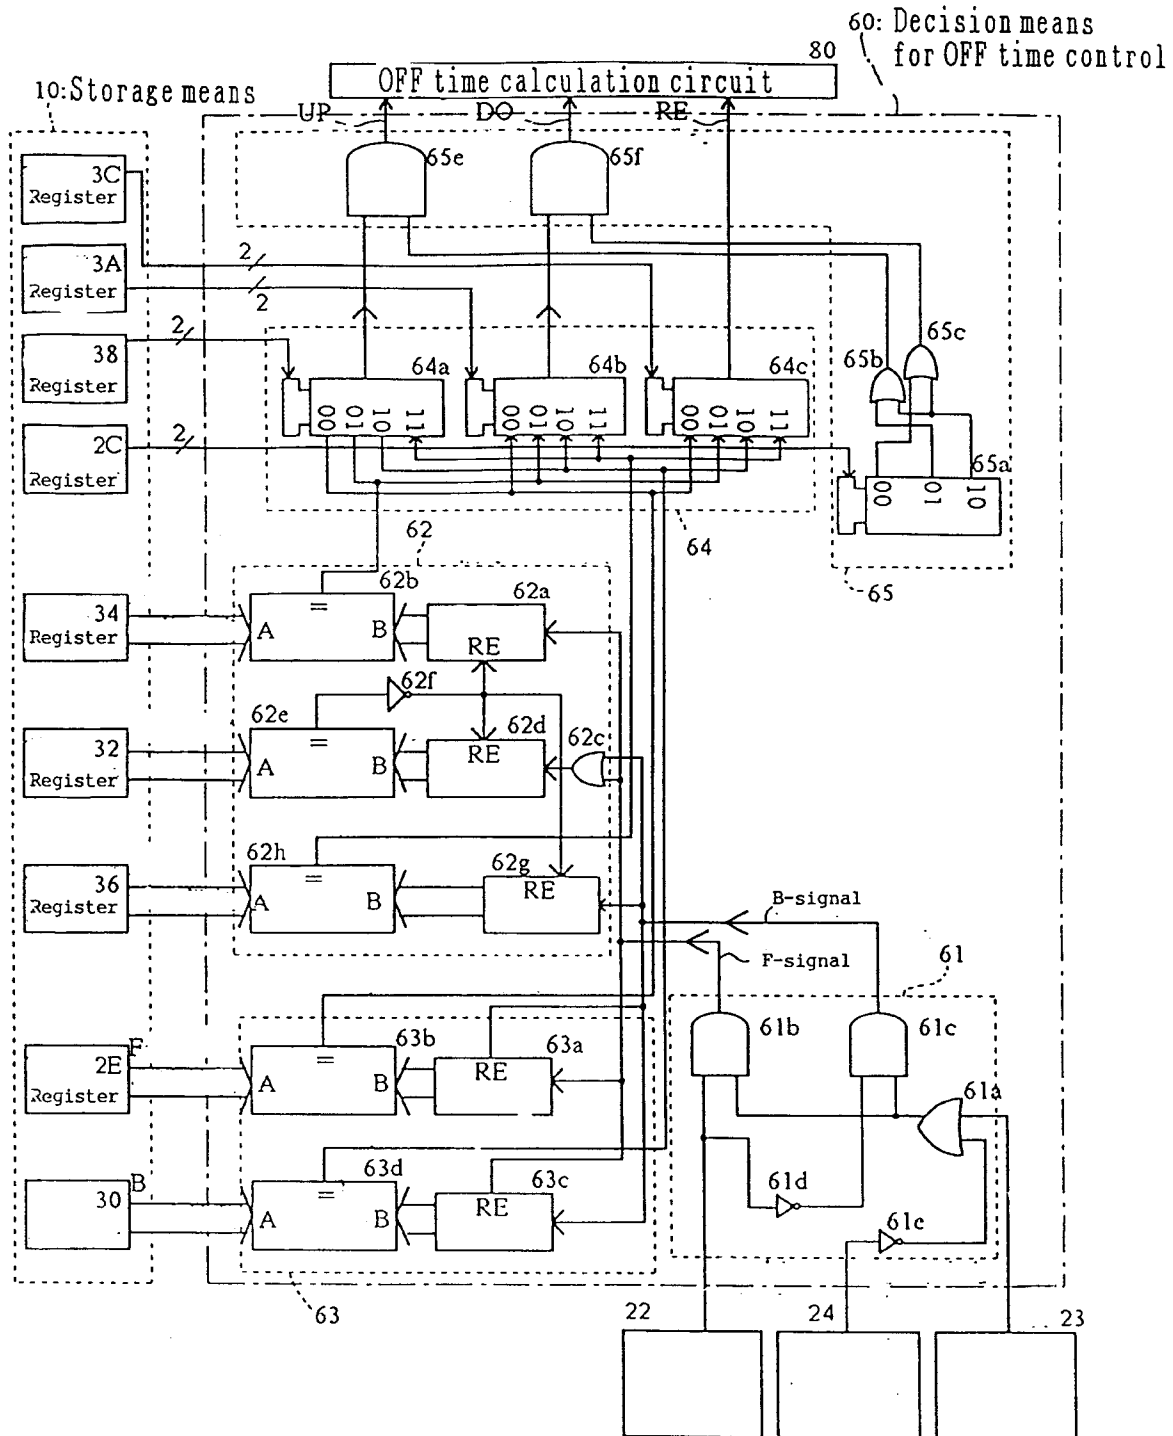 60: Decision means
for OFF time control
80
OFF time calculation circuit
10: Storage means
UP
DO
RE
3C
Register
65e
65f
3A
Register
2
2
38
Register
2
64a
64b
64c
65b
65c
00
01
10
11
00
01
10
11
00
01
10
11
2C
Register
2
65a
00
01
10
62
64
65
34
Register
A
=
B
62b
62a
RE
62f
62e
62d
32
Register
A
=
B
RE
62c
62h
62g
36
Register
A
=
B
RE
B-signal
F-signal
61
F
2E
Register
A
=
B
63b
63a
RE
61b
61c
61a
B
30
A
=
B
63d
63c
RE
61d
61e
63
22
24
23